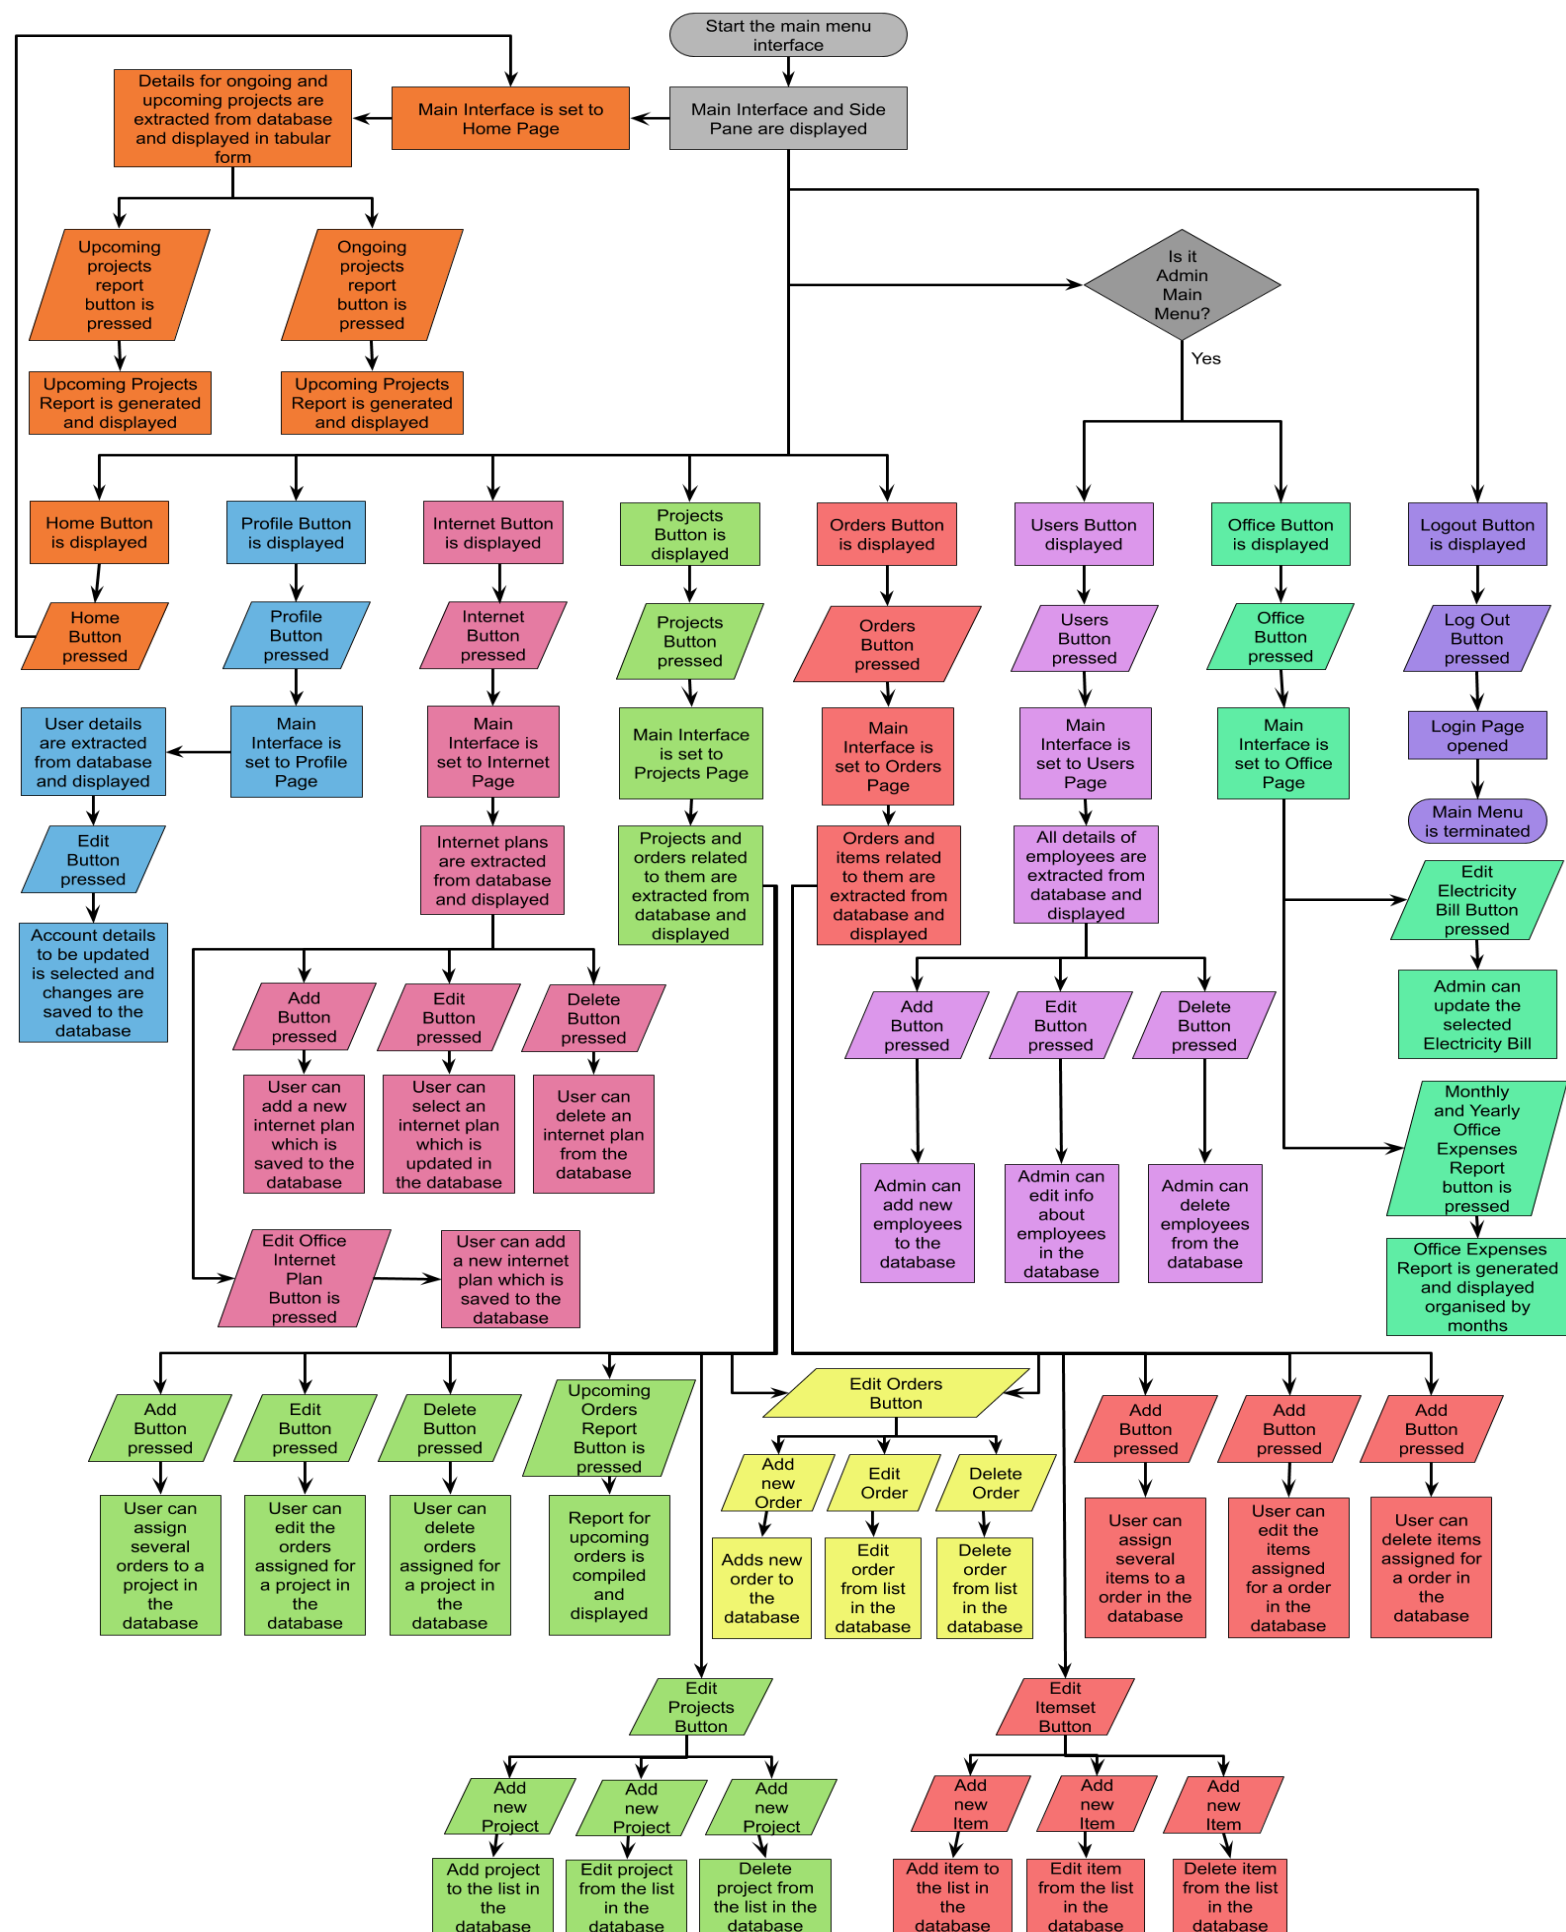 Start the main menu
interface
Main Interface and Side
Pane are displayed
Main Interface is set to
Home Page
Details for ongoing and
upcoming projects are
extracted from database
and displayed in tabular
form
Upcoming
projects
report
button is
pressed
Ongoing
projects
report
button is
pressed
Upcoming Projects
Report is generated
and displayed
Upcoming Projects
Report is generated
and displayed
Is it
Admin
Main
Menu?
Yes
Home Button
is displayed
Profile Button
is displayed
Internet Button
is displayed
Projects
Button is
displayed
Orders Button
is displayed
Users Button
displayed
Office Button
is displayed
Logout Button
is displayed
Home
Button
pressed
Profile
Button
pressed
Internet
Button
pressed
Projects
Button
pressed
Orders
Button
pressed
Users
Button
pressed
Office
Button
pressed
Log Out
Button
pressed
User details
are extracted
from database
and displayed
Main
Interface is
set to Profile
Page
Main
Interface is
set to Internet
Page
Main Interface
is set to
Projects Page
Main
Interface is
set to Orders
Page
Main
Interface is
set to Users
Page
Main
Interface is
set to Office
Page
Login Page
opened
Main Menu
is terminated
Edit
Button
pressed
Internet plans
are extracted
from database
and displayed
Projects and
orders related
to them are
extracted from
database and
displayed
Orders and
items related
to them are
extracted from
database and
displayed
All details of
employees are
extracted from
database and
displayed
Edit
Electricity
Bill Button
pressed
Account details
to be updated
is selected and
changes are
saved to the
database
Add
Button
pressed
Edit
Button
pressed
Delete
Button
pressed
Add
Button
pressed
Edit
Button
pressed
Delete
Button
pressed
Admin can
update the
selected
Electricity Bill
User can
add a new
internet plan
which is
saved to the
database
User can
select an
internet plan
which is
updated in
the database
User can
delete an
internet plan
from the
database
Monthly
and Yearly
Office
Expenses
Report
button is
pressed
Admin can
add new
employees
to the
database
Admin can
edit info
about
employees
in the
database
Admin can
delete
employees
from the
database
Edit Office
Internet
Plan
Button is
pressed
User can add
a new internet
plan which is
saved to the
database
Office Expenses
Report is generated
and displayed
organised by
months
Add
Button
pressed
Edit
Button
pressed
Delete
Button
pressed
Upcoming
Orders
Report
Button is
pressed
Edit Orders
Button
Add
Button
pressed
Add
Button
pressed
Add
Button
pressed
Add
new
Order
Edit
Order
Delete
Order
User can
assign
several
orders to a
project in
the
database
User can
edit the
orders
assigned for
a project in
the
database
User can
delete
orders
assigned for
a project in
the
database
Report for
upcoming
orders is
compiled
and
displayed
Adds new
order to
the
database
Edit
order
from list
in the
database
Delete
order
from list
in the
database
User can
assign
several
items to a
order in the
database
User can
edit the
items
assigned
for a order
in the
database
User can
delete items
assigned for
a order in
the
database
Edit
Projects
Button
Edit
Itemset
Button
Add
new
Project
Add
new
Project
Add
new
Project
Add
new
Item
Add
new
Item
Add
new
Item
Add project
to the list in
the
database
Edit project
from the list
in the
database
Delete
project from
the list in the
database
Add item to
the list in
the
database
Edit item
from the list
in the
database
Delete item
from the list
in the
database